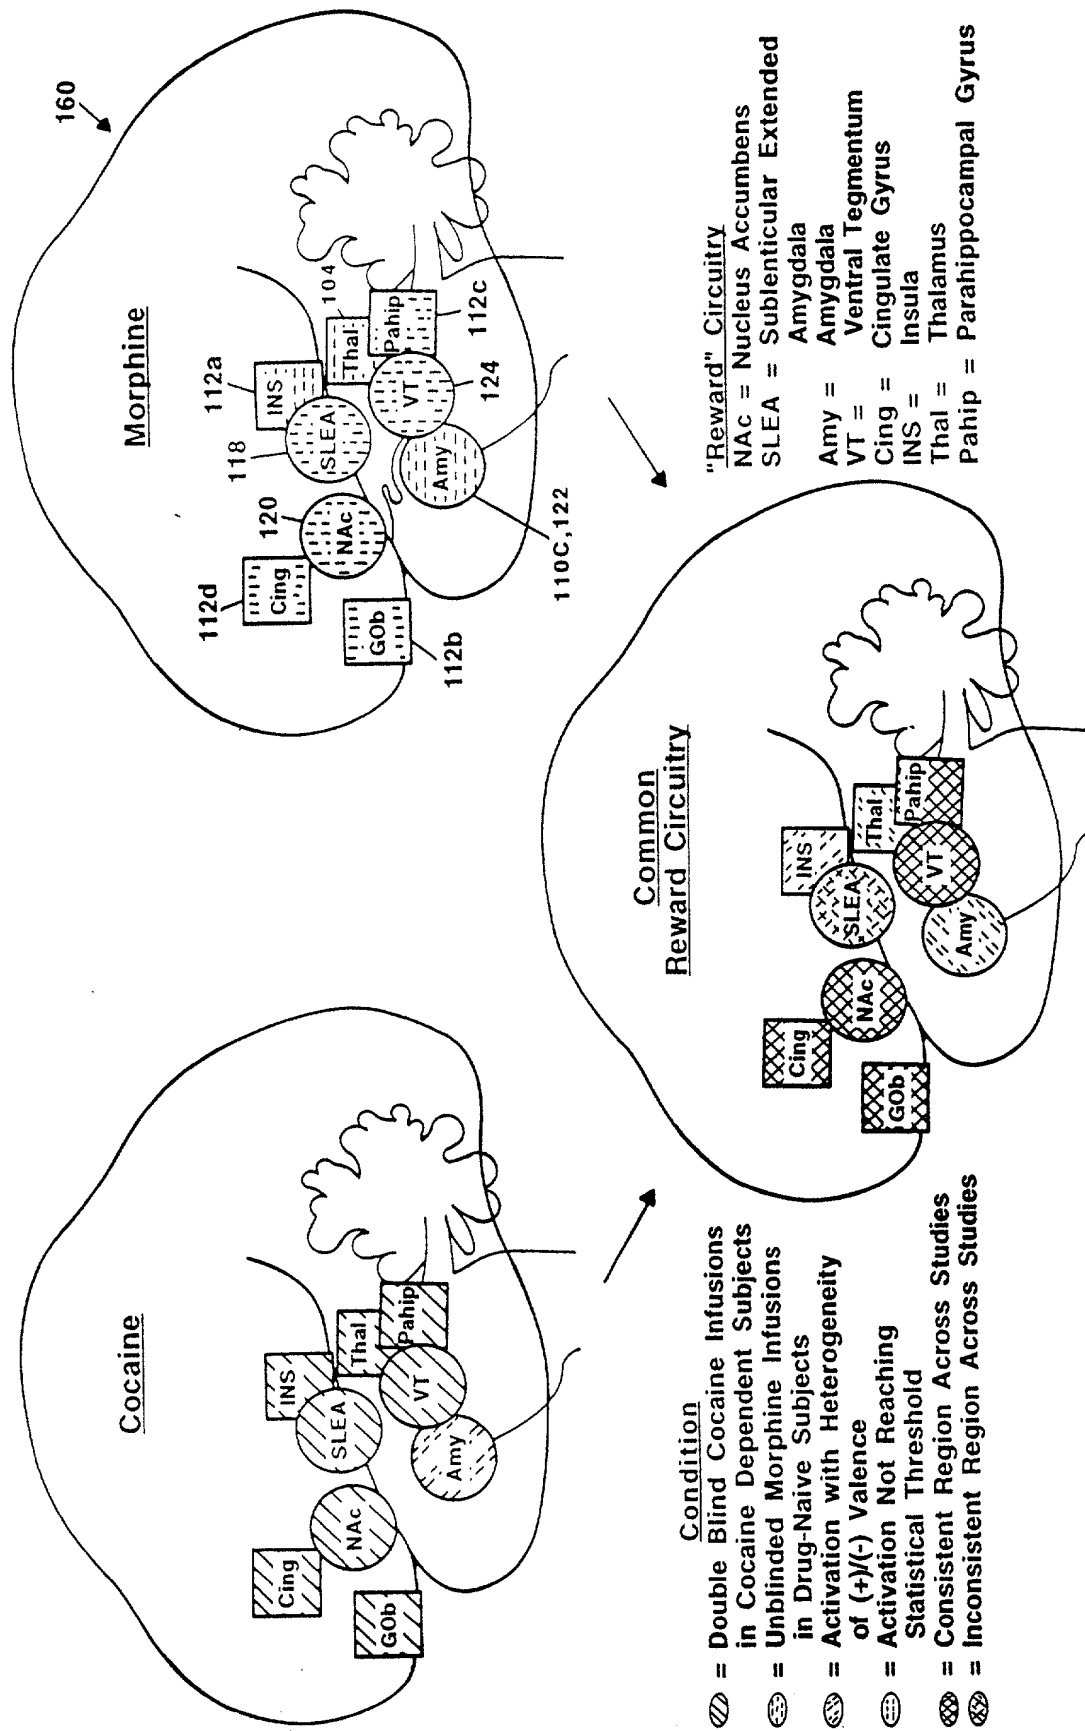 Cocaine
Cing
NAc
GOb
INS
SLEA
Thal
Pahip
VT
Amy
Morphine
160
112d
Cing
120
NAc
GOb
112b
118
112a
INS
SLEA
104
Thal
Pahip
112c
VT
124
Amy
110C,122
Common
Reward Circuitry
Cing
NAc
GOb
INS
SLEA
Thal
Pahip
VT
Amy
Condition
= Double Blind Cocaine Infusions
in Cocaine Dependent Subjects
= Unblinded Morphine Infusions
in Drug-Naive Subjects
= Activation with Heterogeneity
of (+)/(-) Valence
= Activation Not Reaching
Statistical Threshold
= Consistent Region Across Studies
= Inconsistent Region Across Studies
"Reward" Circuitry
NAc = Nucleus Accumbens
SLEA = Sublenticular Extended
Amygdala
Amy = Amygdala
VT = Ventral Tegmentum
Cing = Cingulate Gyrus
INS = Insula
Thal = Thalamus
Pahip = Parahippocampal Gyrus